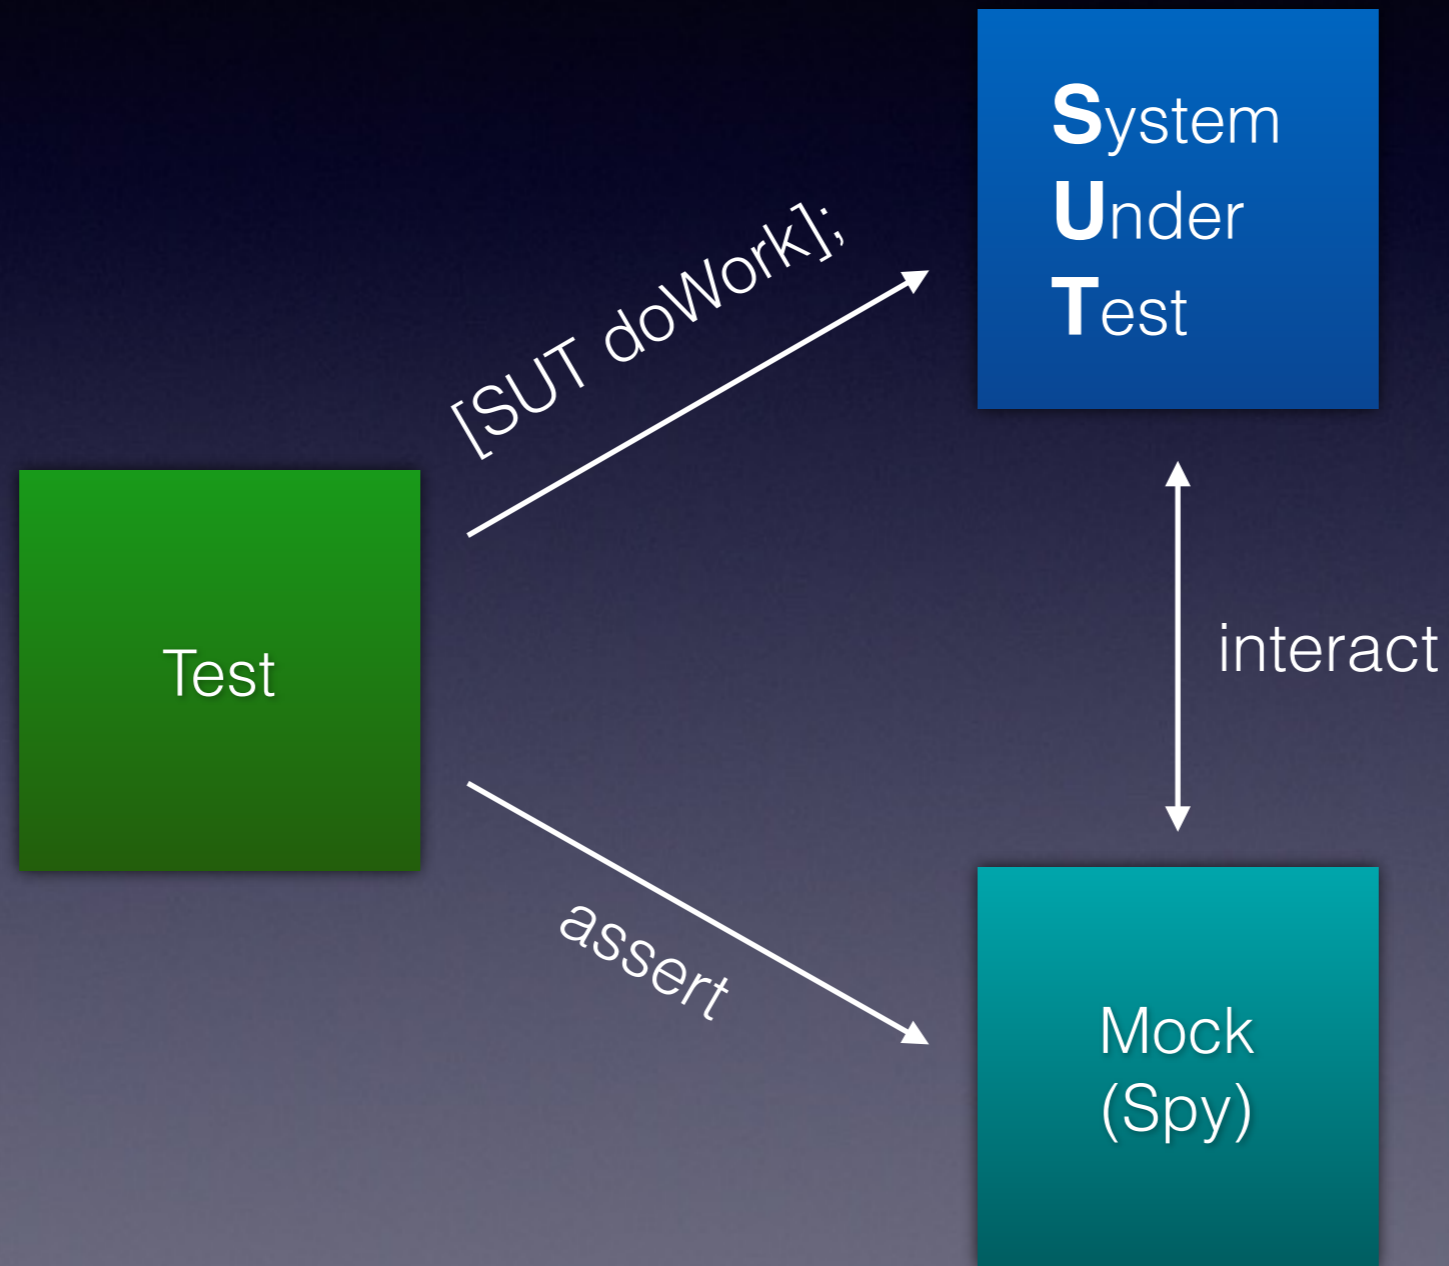 System
Under
Test
[SUT doWork];
Test
interact
assert
Mock
(Spy)